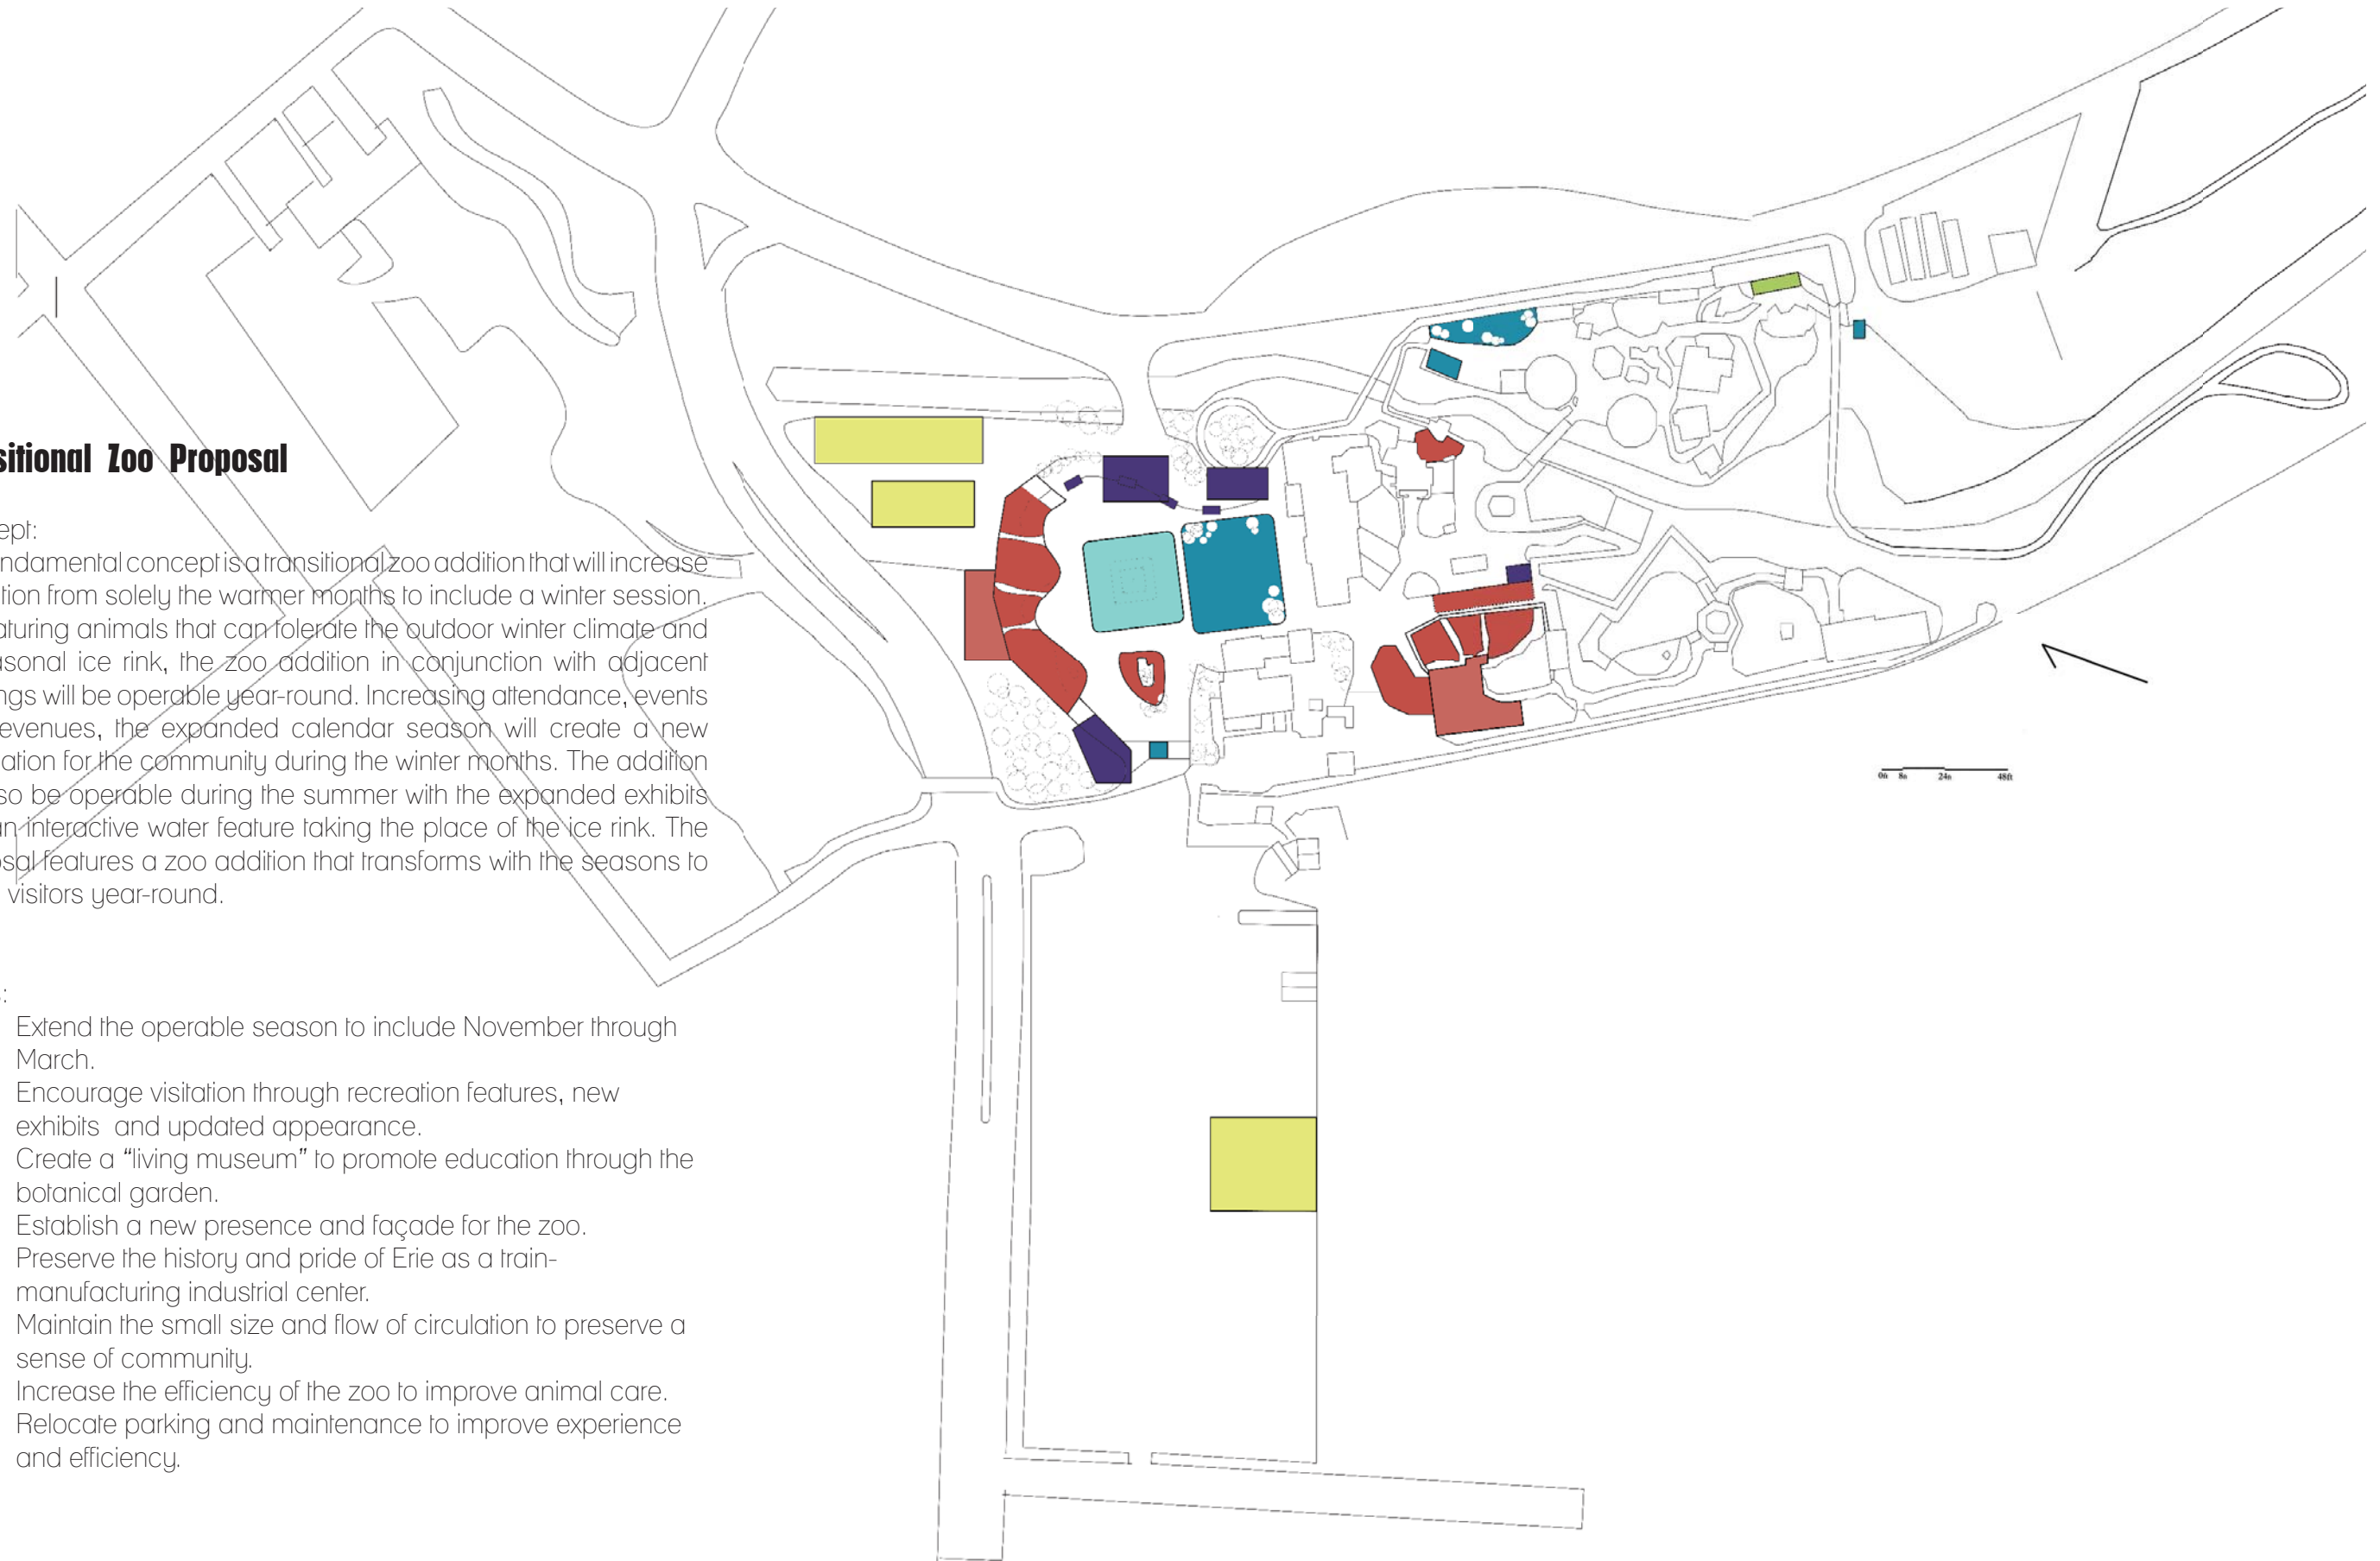 sitional Zoo Proposal
ept:
ndamental concept is a transitional zoo addition that will increase
tion from solely the warmer months to include a winter session.
aturing animals that can tolerate the outdoor winter climate and
asonal ice rink, the zoo addition in conjunction with adjacent
ngs will be operable year-round. Increasing attendance, events
evenues, the expanded calendar season will create a new
ation for the community during the winter months. The addition
so be operable during the summer with the expanded exhibits
an interactive water feature taking the place of the ice rink. The
osal features a zoo addition that transforms with the seasons to
visitors year-round.
:
Extend the operable season to include November through
March.
Encourage visitation through recreation features, new
exhibits and updated appearance.
Create a “living museum” to promote education through the
botanical garden.
Establish a new presence and façade for the zoo.
Preserve the history and pride of Erie as a train-
manufacturing industrial center.
Maintain the small size and flow of circulation to preserve a
sense of community.
Increase the efficiency of the zoo to improve animal care.
Relocate parking and maintenance to improve experience
and efficiency.
0ft 8ft 24ft 48ft